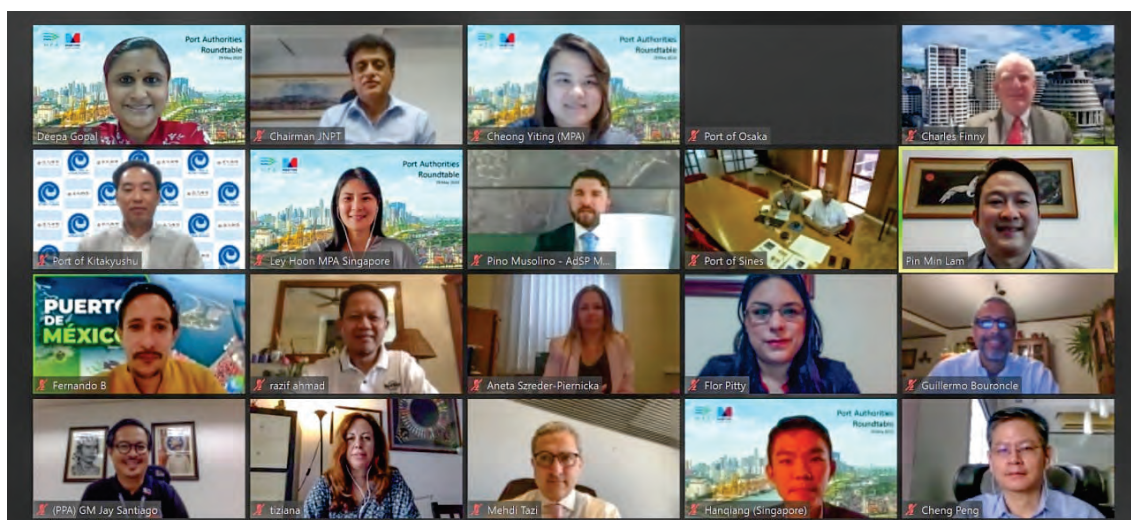 MPA
Port Authorities
Roundtable
Deepa Gopal
Chairman JNPT
MPA
Port Authorities
Roundtable
Cheong Yiting (MPA)
Port of Osaka
Charles Finny
Port of Kitakyushu
Port Authorities
Roundtable
Ley Hoon MPA Singapore
Pino Musolino - AdSP M...
Port of Sines
Pin Min Lam
PUERTO
DE
MÉXICO
Fernando B
razif ahmad
Aneta Szreder-Piernicka
Flor Pitty
Guillermo Bouroncle
(PPA) GM Jay Santiago
tiziana
Mehdi Tazi
Port Authorities
Roundtable
Hanqiang (Singapore)
Cheng Peng